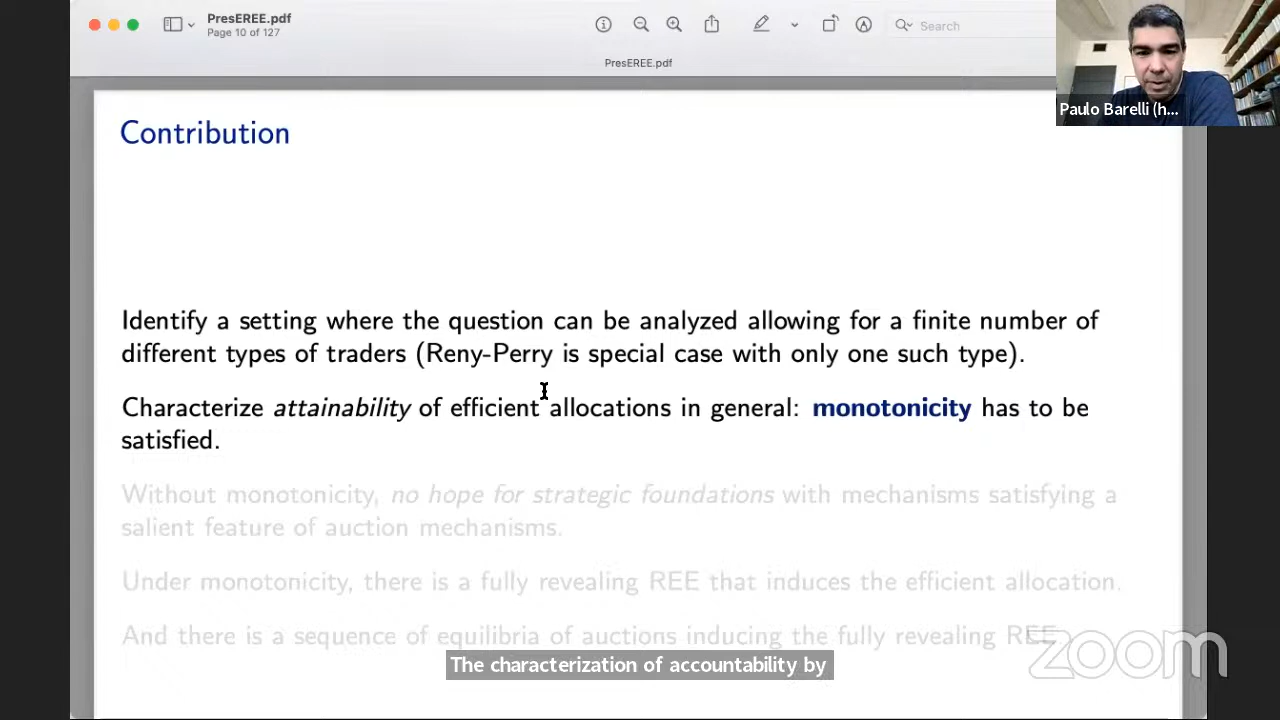 PresEREE.pdf
Page 10 of 127
Search
PresEREE.pdf
Paulo Barelli (h...
Contribution
Identify a setting where the question can be analyzed allowing for a finite number of
different types of traders (Reny-Perry is special case with only one such type).
Characterize attainability of efficient allocations in general: monotonicity has to be
satisfied.
Without monotonicity, no hope for strategic foundations with mechanisms satisfying a
salient feature of auction mechanisms.
Under monotonicity, there is a fully revealing REE that induces the efficient allocation.
And there is a sequence of equilibria of auctions inducing the fully revealing REE
The characterization of accountability by
zoom